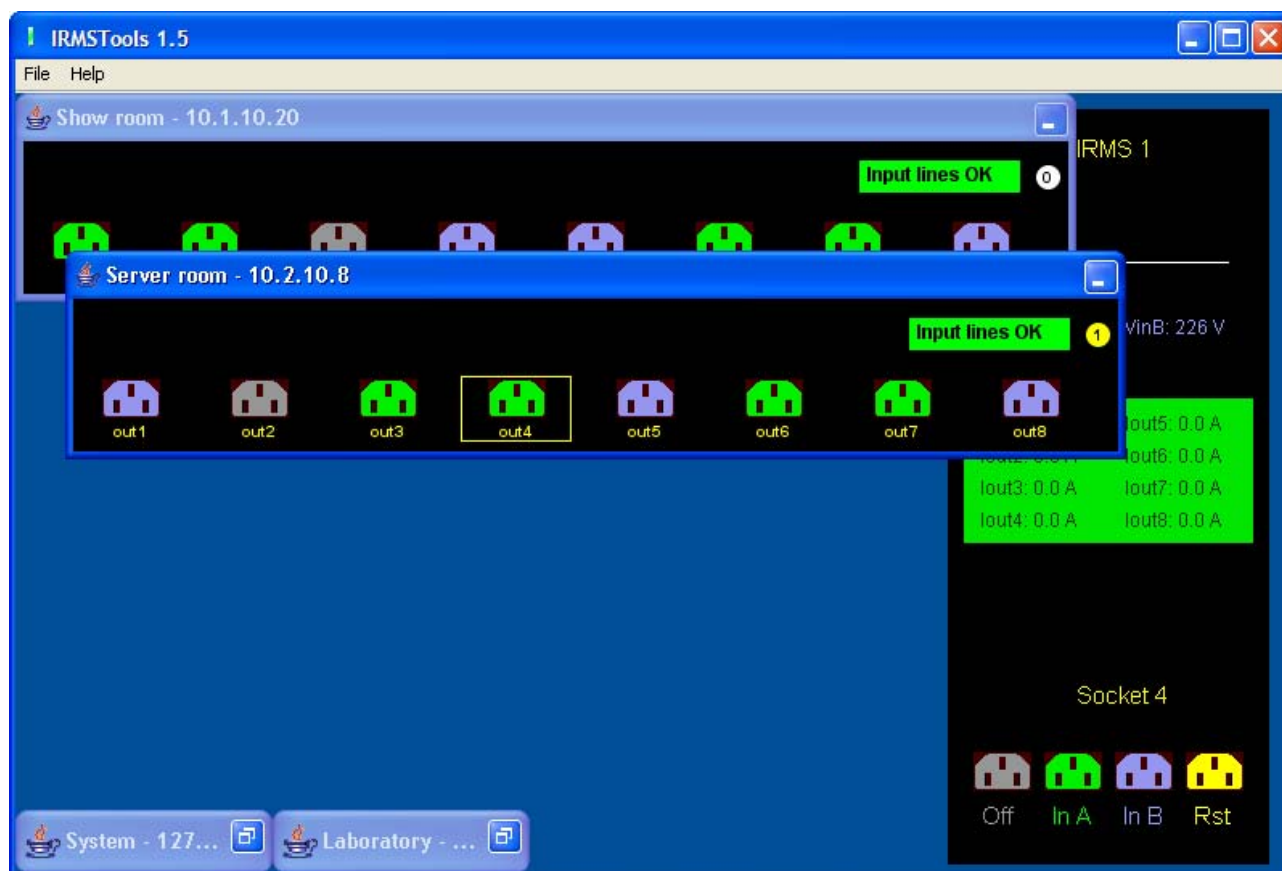 IRMSTools 1.5
File Help
Show room - 10.1.10.20
Input lines OK 0
IRMS 1
Server room - 10.2.10.8
Input lines OK 1
VinB: 226 V
out1 out2 out3 out4 out5 out6 out7 out8
Iout5: 0.0 A
Iout6: 0.0 A
Iout3: 0.0 A Iout7: 0.0 A
Iout4: 0.0 A Iout8: 0.0 A
Socket 4
Off In A In B Rst
System - 127... Laboratory - ...